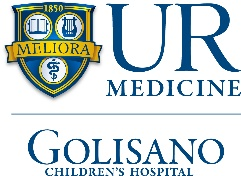 1850
MELIORA
UR
MEDICINE
GOLISANO
CHILDREN'S HOSPITAL